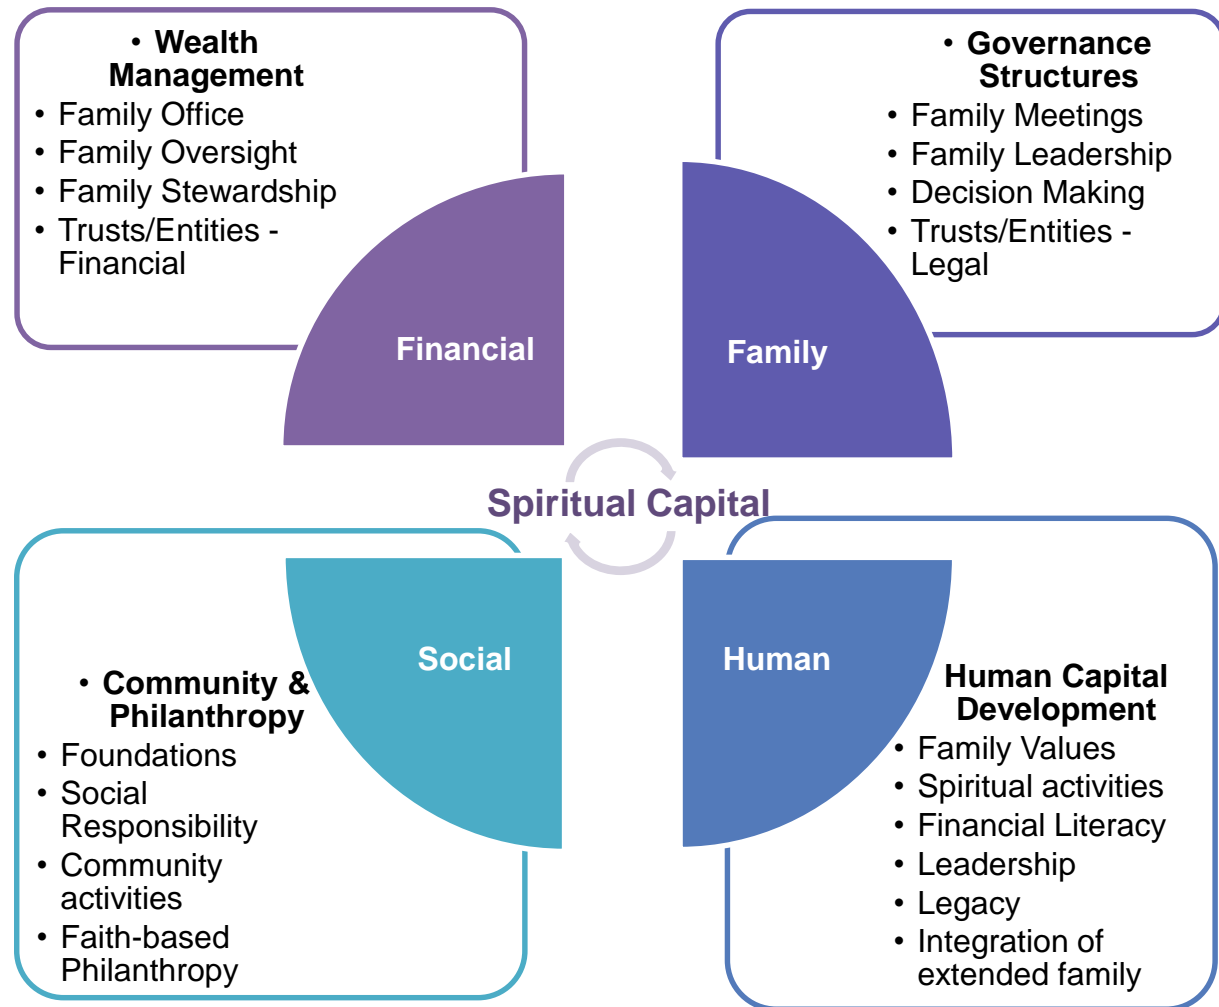 • Wealth
Management
• Family Office
• Family Oversight
• Family Stewardship
• Trusts/Entities -
Financial
• Governance
Structures
• Family Meetings
• Family Leadership
• Decision Making
• Trusts/Entities -
Legal
Financial
Family
Spiritual Capital
Social
Human
• Community &
Philanthropy
• Foundations
• Social
Responsibility
• Community
activities
• Faith-based
Philanthropy
Human Capital
Development
• Family Values
• Spiritual activities
• Financial Literacy
• Leadership
• Legacy
• Integration of
extended family